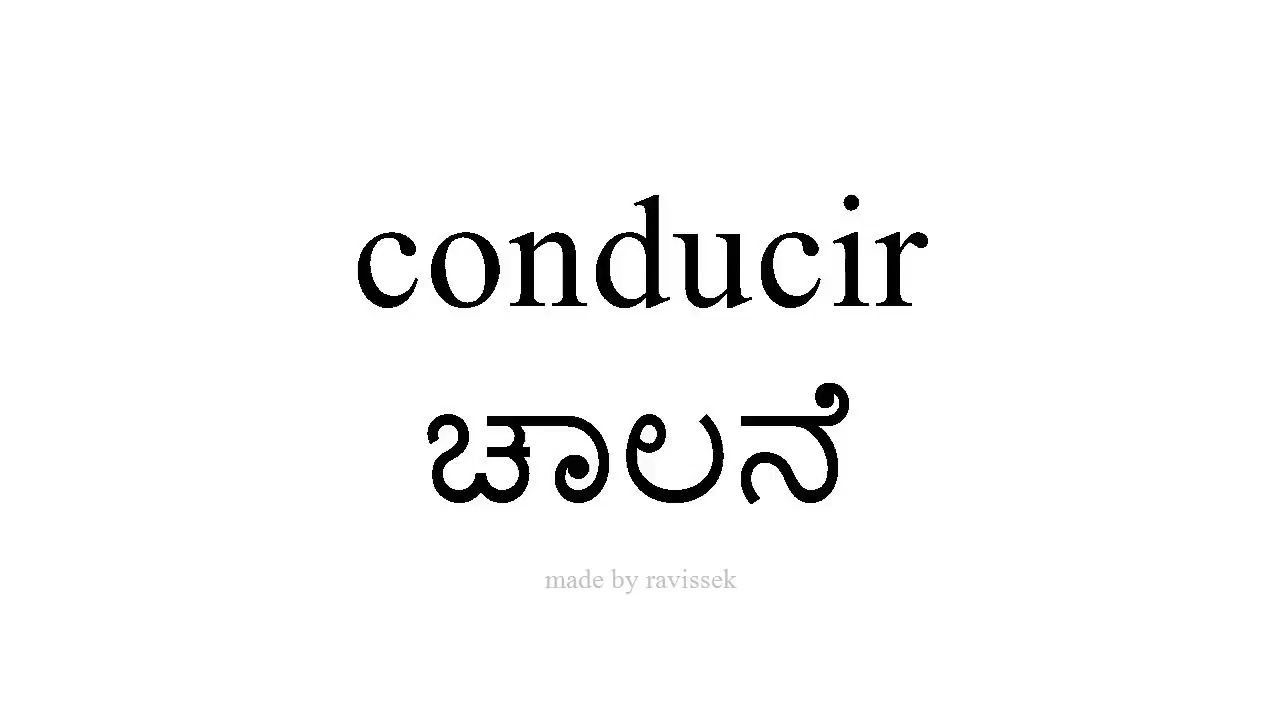 conducir
ಚಾಲನೆ
made by ravissek